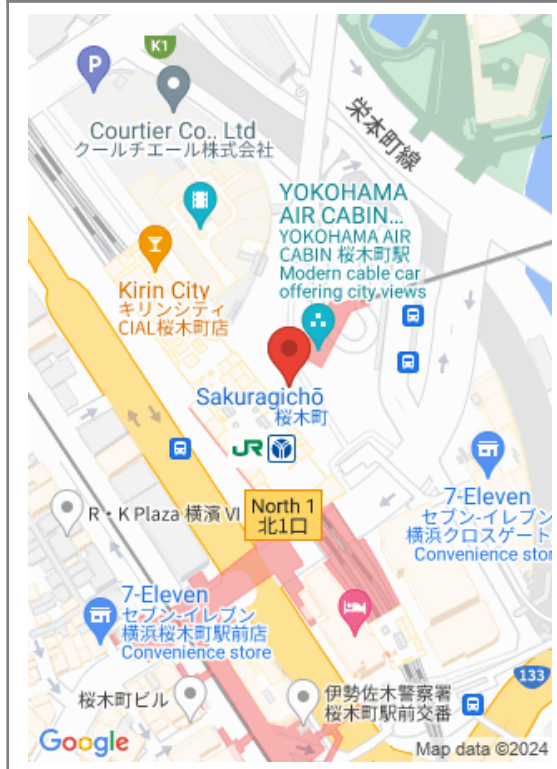 K1
P
Courtier Co., Ltd
クールチエール株式会社
栄本町線
YOKOHAMA
AIR CABIN...
YOKOHAMA AIR
CABIN 桜木町駅
Modern cable car
offering city views
Kirin City
キリンシティ
CIAL桜木町店
Sakuragichō
桜木町
JR
North 1
北1口
7-Eleven
セブン-イレブン
横浜クロスゲート
Convenience stor
R・K Plaza 横濱 VI
7-Eleven
セブン-イレブン
横浜桜木町駅前店
Convenience store
133
桜木町ビル
伊勢佐木警察署
桜木町駅前交番
Google
Map data ©2024